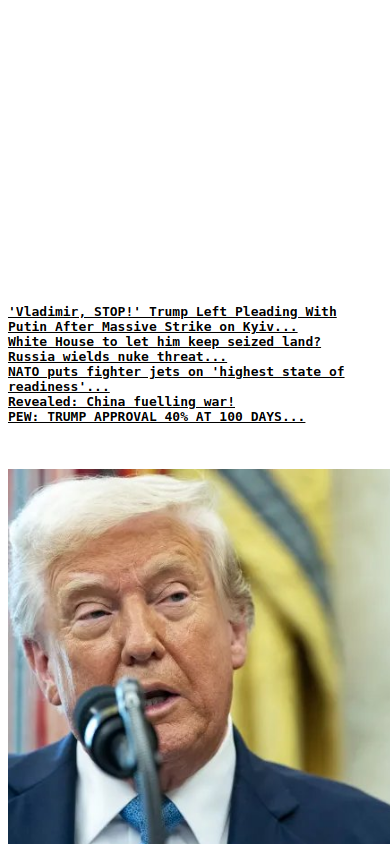 'Vladimir, STOP!' Trump Left Pleading With
Putin After Massive Strike on Kyiv...
White House to let him keep seized land?
Russia wields nuke threat...
NATO puts fighter jets on 'highest state of
readiness'...
Revealed: China fuelling war!
PEW: TRUMP APPROVAL 40% AT 100 DAYS...